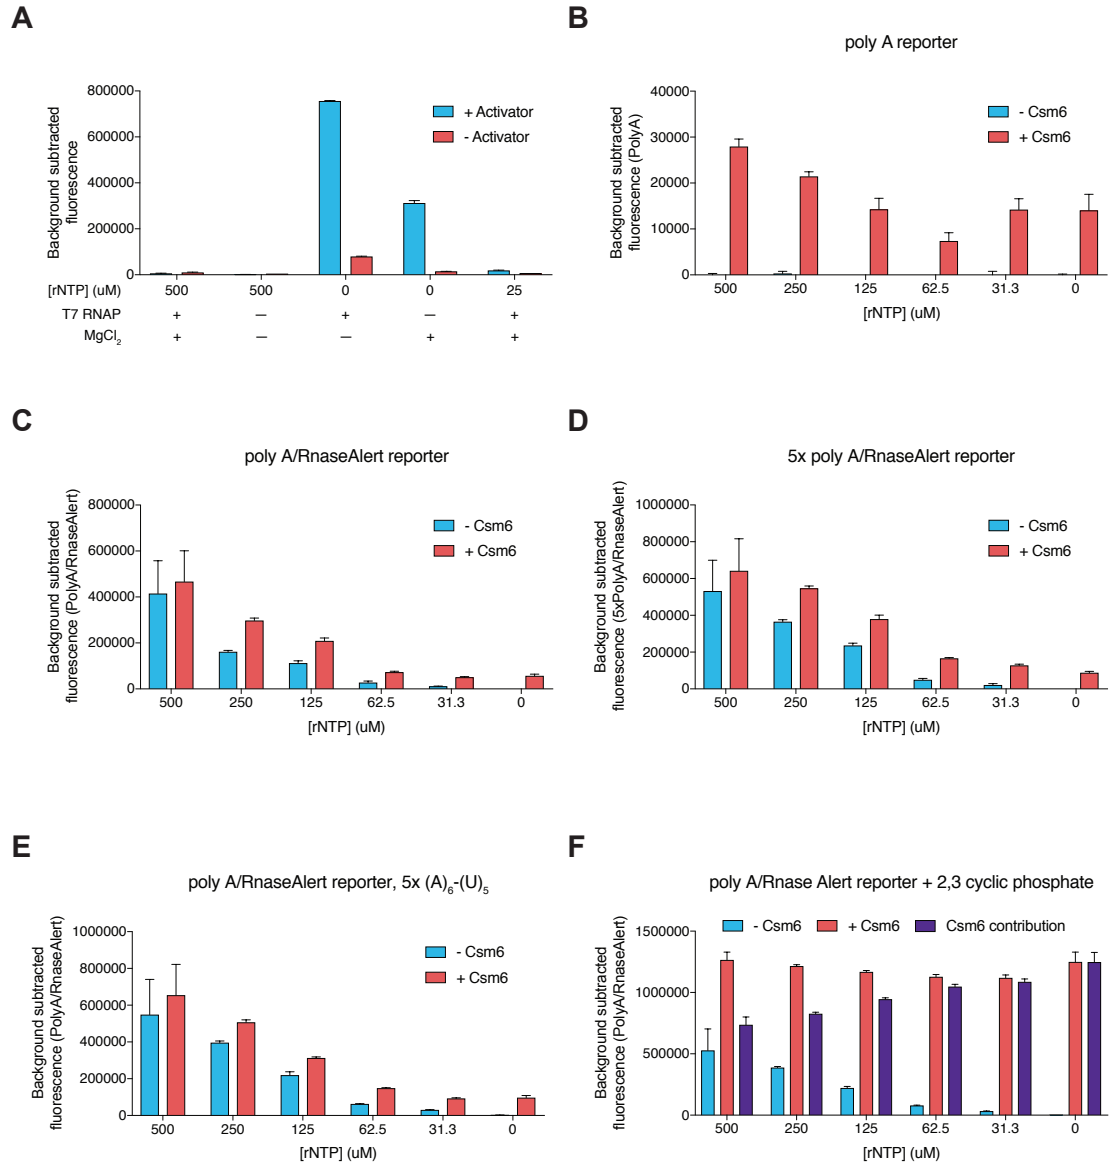 A
Background subtracted
fluorescence
800000
600000
400000
200000
0
+ Activator
- Activator
[rNTP] (uM) 500 500 0 0 25
T7 RNAP + — + — +
MgCl2 + — — + +
B
poly A reporter
Background subtracted
fluorescence (PolyA)
40000
30000
20000
10000
0
- Csm6
+ Csm6
500 250 125 62.5 31.3 0
[rNTP] (uM)
C
poly A/RnaseAlert reporter
Background subtracted
fluorescence (PolyA/RnaseAlert)
800000
600000
400000
200000
0
- Csm6
+ Csm6
500 250 125 62.5 31.3 0
[rNTP] (uM)
D
5x poly A/RnaseAlert reporter
Background subtracted
fluorescence (5xPolyA/RnaseAlert)
1000000
800000
600000
400000
200000
0
- Csm6
+ Csm6
500 250 125 62.5 31.3 0
[rNTP] (uM)
E
poly A/RnaseAlert reporter, 5x (A)6-(U)5
Background subtracted
fluorescence (PolyA/RnaseAlert)
1000000
800000
600000
400000
200000
0
- Csm6
+ Csm6
500 250 125 62.5 31.3 0
[rNTP] (uM)
F
poly A/Rnase Alert reporter + 2,3 cyclic phosphate
Background subtracted
fluorescence (PolyA/RnaseAlert)
1500000
1000000
500000
0
- Csm6 + Csm6 Csm6 contribution
500 250 125 62.5 31.3 0
[rNTP] (uM)